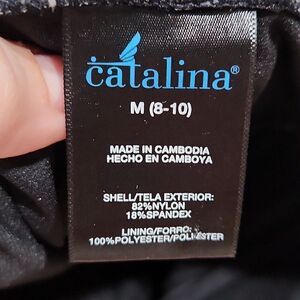 catalina®
M (8-10)
MADE IN CAMBODIA
HECHO EN CAMBOYA
SHELL/TELA EXTERIOR:
82%NYLON
18%SPANDEX
LINING/FORRO:
100%POLYESTER/POLIÉSTER